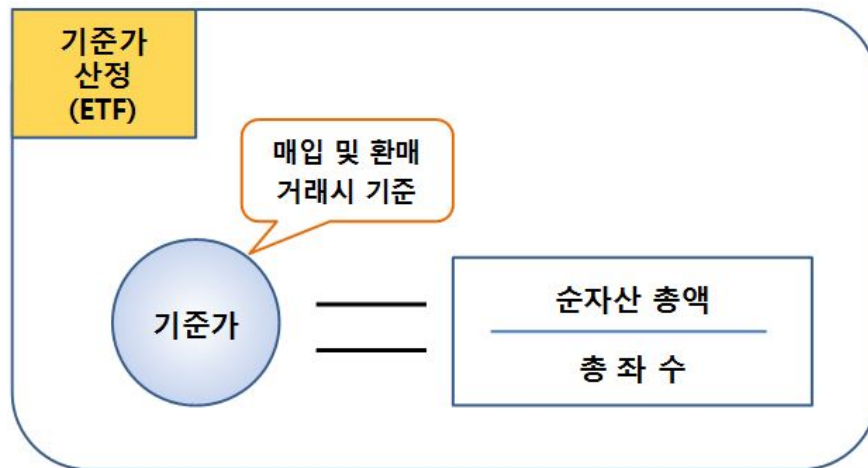 기준가
산정
(ETF)
매입 및 환매
거래시 기준
기준가
순자산 총액
총 좌 수